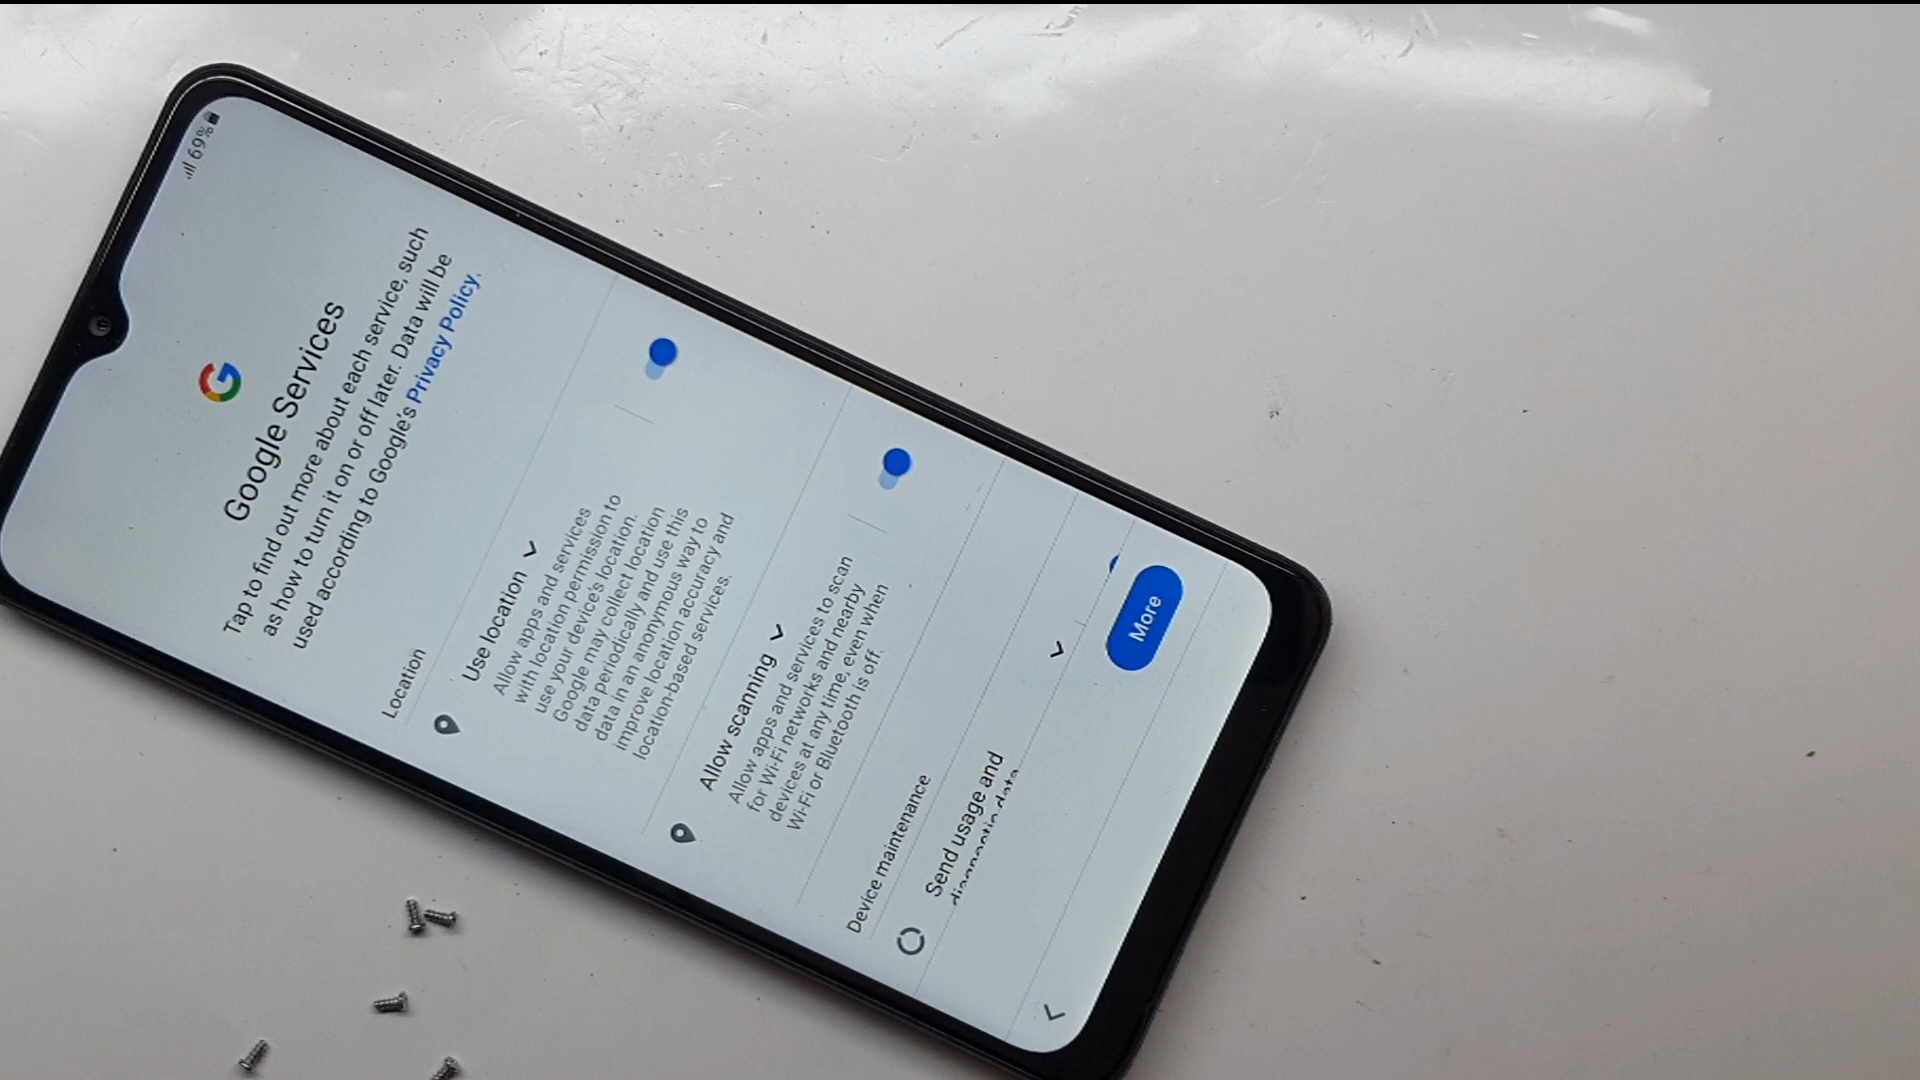 69%
Google Services
Tap to find out more about each service, such
as how to turn it on or off later. Data will be
used according to Google's Privacy Policy.
Location
Use location
Allow apps and services
with location permission to
use your device's location.
Google may collect location
data periodically and use this
data in an anonymous way to
improve location accuracy and
location-based services.
Allow scanning
Allow apps and services to scan
for Wi-Fi networks and nearby
devices at any time, even when
Wi-Fi or Bluetooth is off.
Device maintenance
Send usage and
diagnostic data
More